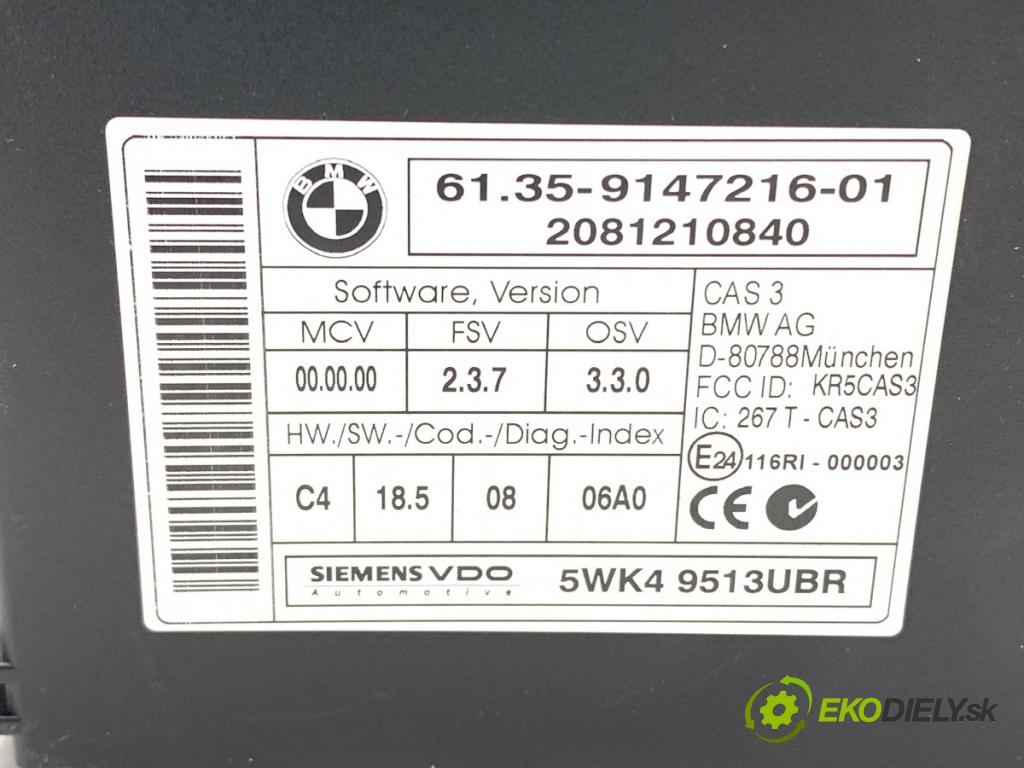 BMW
61.35-9147216-01
2081210840
Software, Version
MCV FSV OSV
00.00.00 2.3.7 3.3.0
HW./SW.-/Cod.-/Diag.-Index
C4 18.5 08 06A0
CAS 3
BMW AG
D-80788München
FCC ID: KR5CAS3
IC: 267 T - CAS3
E24 116RI - 000003
CE
SIEMENS VDO
Automotive
5WK4 9513UBR
EKODIELY.sk